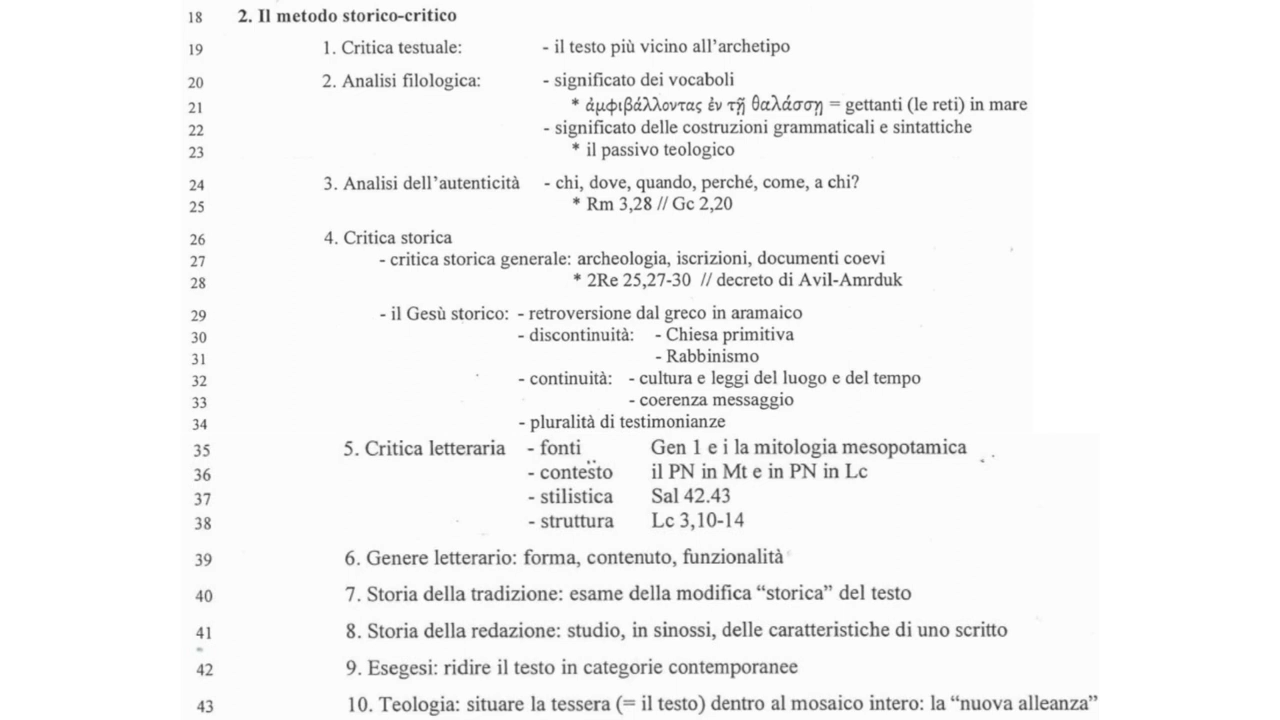 18 2. Il metodo storico-critico
19 1. Critica testuale: - il testo più vicino all'archetipo
20 2. Analisi filologica: - significato dei vocaboli
21 * ἀμφιβάλλοντας ἐν τῇ θαλάσσῃ = gettanti (le reti) in mare
22 - significato delle costruzioni grammaticali e sintattiche
23 * il passivo teologico
24 3. Analisi dell'autenticità - chi, dove, quando, perché, come, a chi?
25 * Rm 3,28 // Gc 2,20
26 4. Critica storica
27 - critica storica generale: archeologia, iscrizioni, documenti coevi
28 * 2Re 25,27-30 // decreto di Avil-Amrduk
29 - il Gesù storico: - retroversione dal greco in aramaico
30 - discontinuità: - Chiesa primitiva
31 - Rabbinismo
32 - continuità: - cultura e leggi del luogo e del tempo
33 - coerenza messaggio
34 - pluralità di testimonianze
35 5. Critica letteraria - fonti Gen 1 e i la mitologia mesopotamica
36 - contesto il PN in Mt e in PN in Lc
37 - stilistica Sal 42.43
38 - struttura Lc 3,10-14
39 6. Genere letterario: forma, contenuto, funzionalità
40 7. Storia della tradizione: esame della modifica “storica” del testo
41 8. Storia della redazione: studio, in sinossi, delle caratteristiche di uno scritto
42 9. Esegesi: ridire il testo in categorie contemporanee
43 10. Teologia: situare la tessera (= il testo) dentro al mosaico intero: la “nuova alleanza”